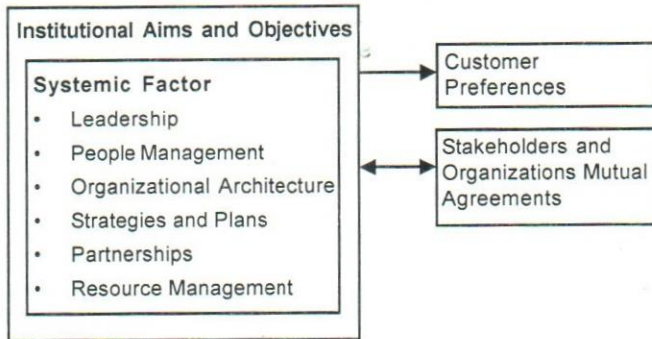 Institutional Aims and Objectives
Systemic Factor
• Leadership
• People Management
• Organizational Architecture
• Strategies and Plans
• Partnerships
• Resource Management
Customer
Preferences
Stakeholders and
Organizations Mutual
Agreements